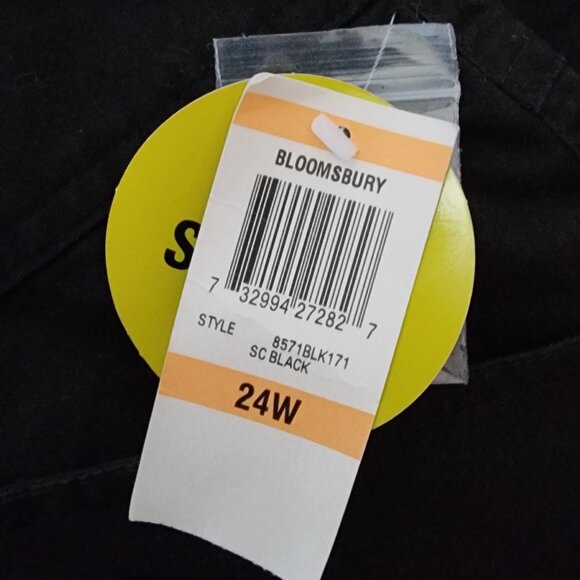 BLOOMSBURY
7 32994 27282 7
STYLE 8571BLK171
SC BLACK
24W
S